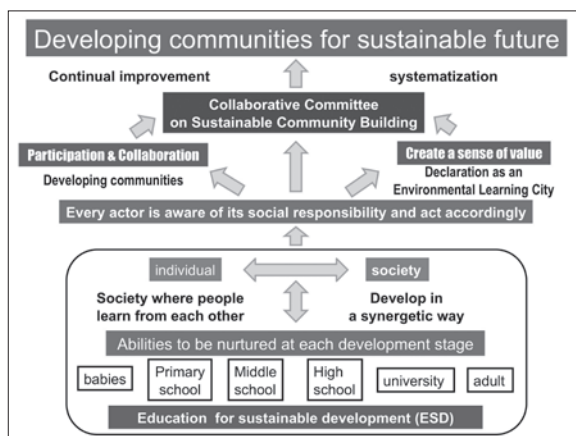 Developing communities for sustainable future
Continual improvement
systematization
Collaborative Committee
on Sustainable Community Building
Participation & Collaboration
Developing communities
Create a sense of value
Declaration as an
Environmental Learning City
Every actor is aware of its social responsibility and act accordingly
individual
society
Society where people
learn from each other
Develop in
a synergetic way
Abilities to be nurtured at each development stage
babies
Primary
school
Middle
school
High
school
university
adult
Education for sustainable development (ESD)